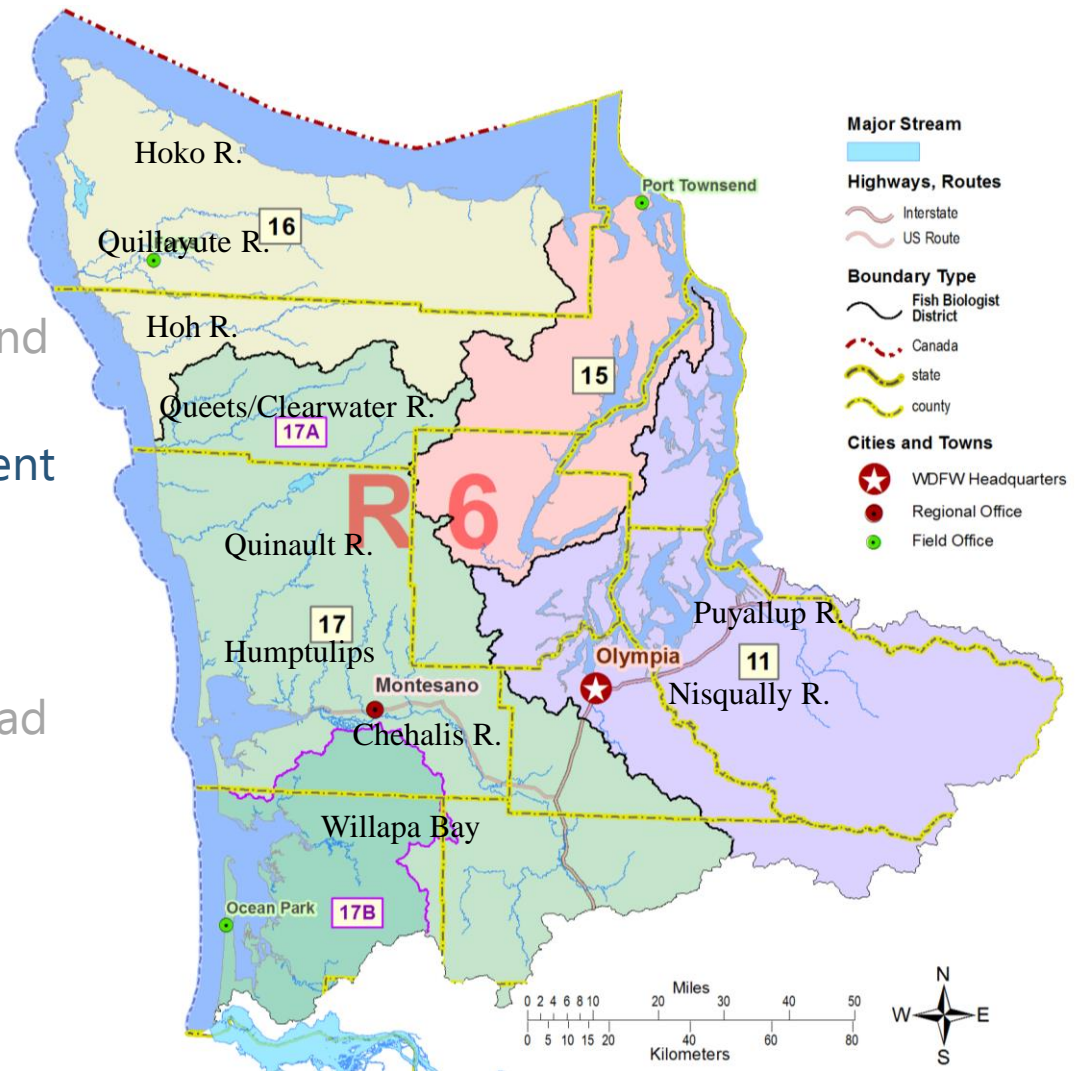 Hoko R.
Port Townsend
16
Quillayute R.
Hoh R.
nd
15
Queets/Clearwater R.
17A
ent
R 6
Quinault R.
Puyallup R.
17
Humptulips
Olympia
11
Montesano
Nisqually R.
ad
Chehalis R.
Willapa Bay
Ocean Park
17B
Major Stream
Highways, Routes
Interstate
US Route
Boundary Type
Fish Biologist
District
Canada
state
county
Cities and Towns
WDFW Headquarters
Regional Office
Field Office
Miles
0 2 4 6 8 10 20 30 40 50
0 5 10 15 20 40 60 80
Kilometers
N
W E
S